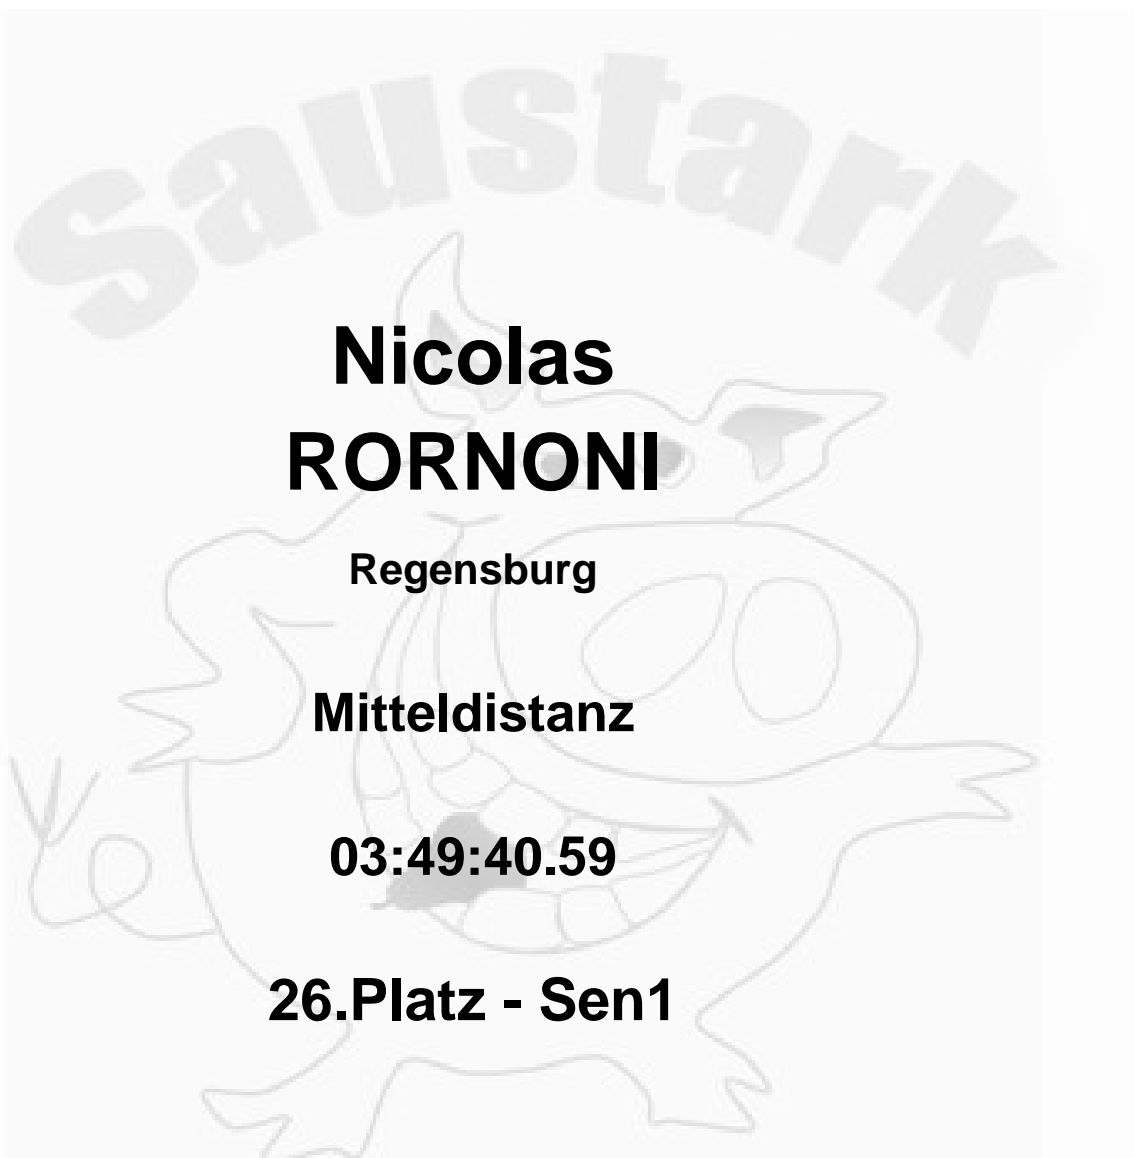 Saustark
Nicolas
RORNONI
Regensburg
Mitteldistanz
03:49:40.59
26.Platz - Sen1